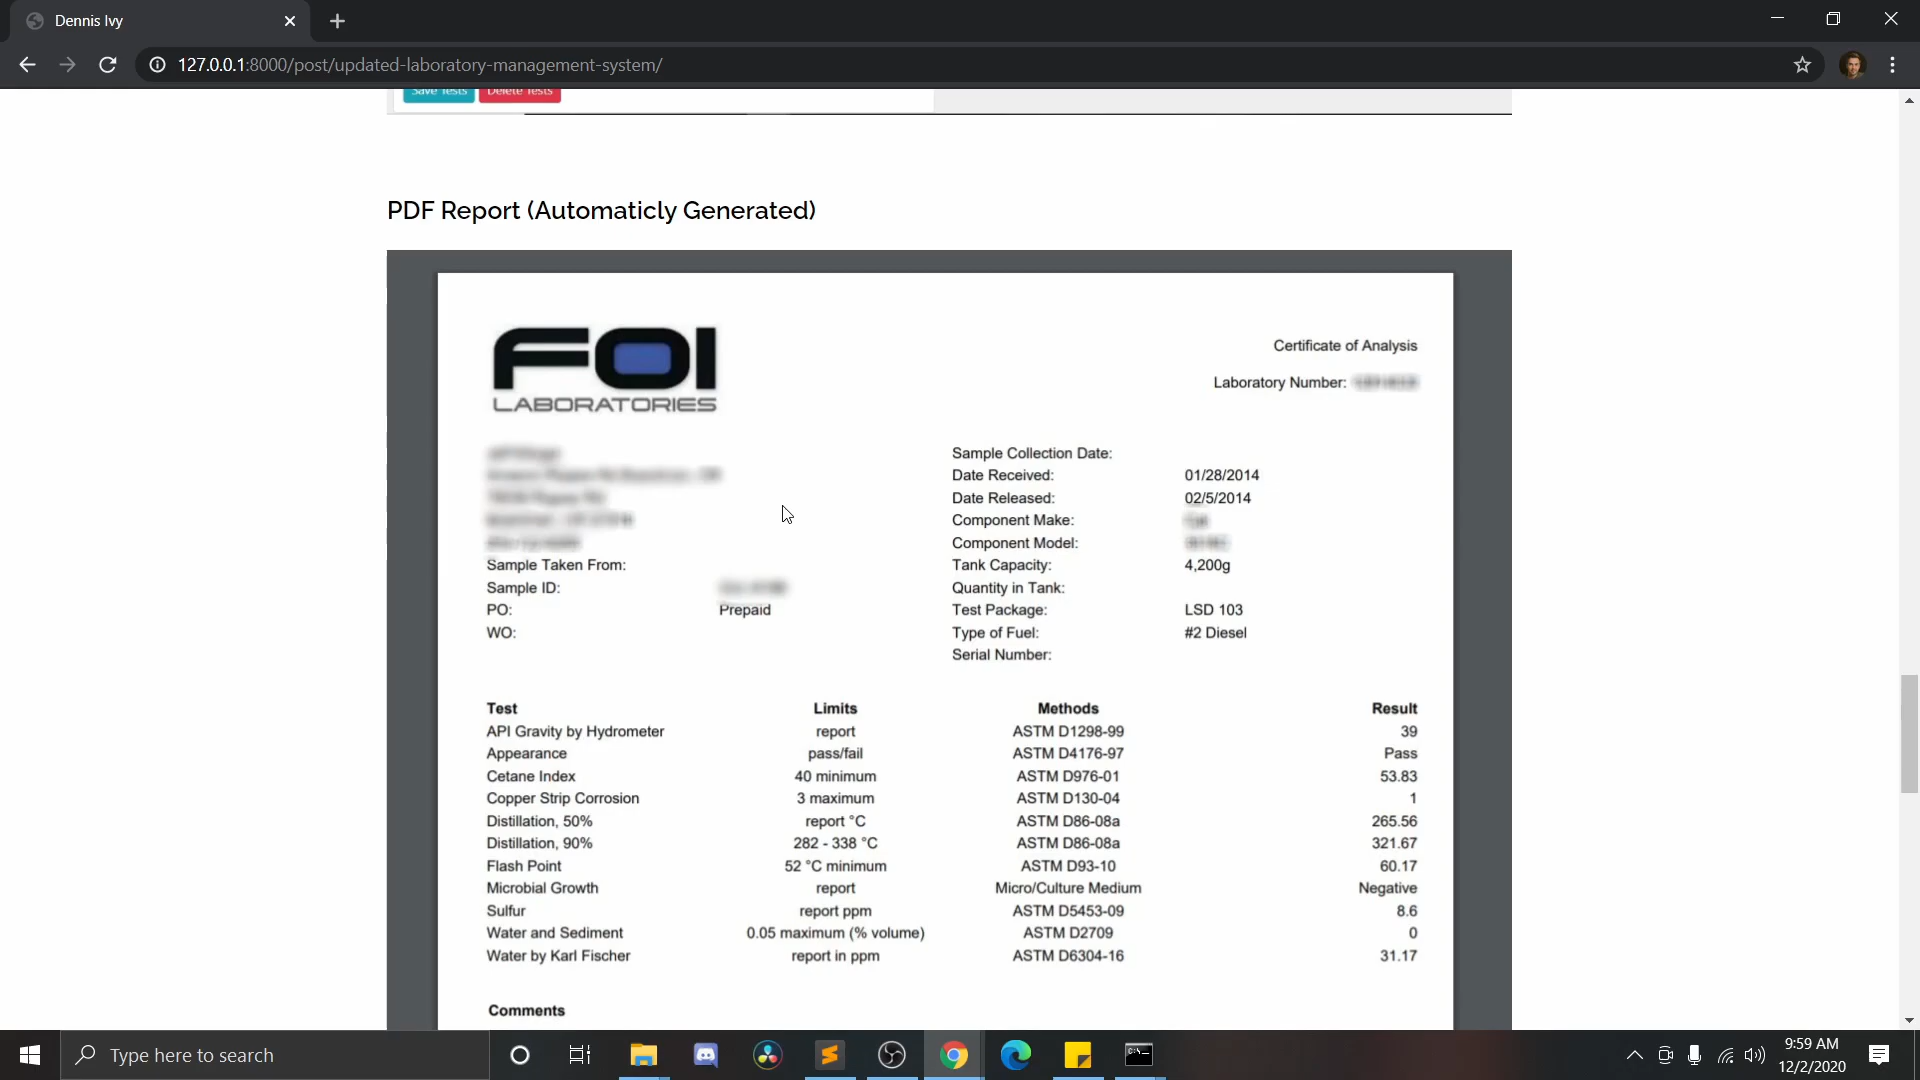 Dennis Ivy
127.0.0.1:8000/post/updated-laboratory-management-system/
Save Tests Delete Tests
PDF Report (Automaticly Generated)
FOI
LABORATORIES
Certificate of Analysis
Laboratory Number:
Sample Collection Date:
Date Received: 01/28/2014
Date Released: 02/5/2014
Component Make:
Component Model:
Sample Taken From: Tank Capacity: 4,200g
Sample ID: Quantity in Tank:
PO: Prepaid Test Package: LSD 103
WO: Type of Fuel: #2 Diesel
Serial Number:
Test Limits Methods Result
API Gravity by Hydrometer report ASTM D1298-99 39
Appearance pass/fail ASTM D4176-97 Pass
Cetane Index 40 minimum ASTM D976-01 53.83
Copper Strip Corrosion 3 maximum ASTM D130-04 1
Distillation, 50% report °C ASTM D86-08a 265.56
Distillation, 90% 282 - 338 °C ASTM D86-08a 321.67
Flash Point 52 °C minimum ASTM D93-10 60.17
Microbial Growth report Micro/Culture Medium Negative
Sulfur report ppm ASTM D5453-09 8.6
Water and Sediment 0.05 maximum (% volume) ASTM D2709 0
Water by Karl Fischer report in ppm ASTM D6304-16 31.17
Comments
Type here to search
9:59 AM
12/2/2020